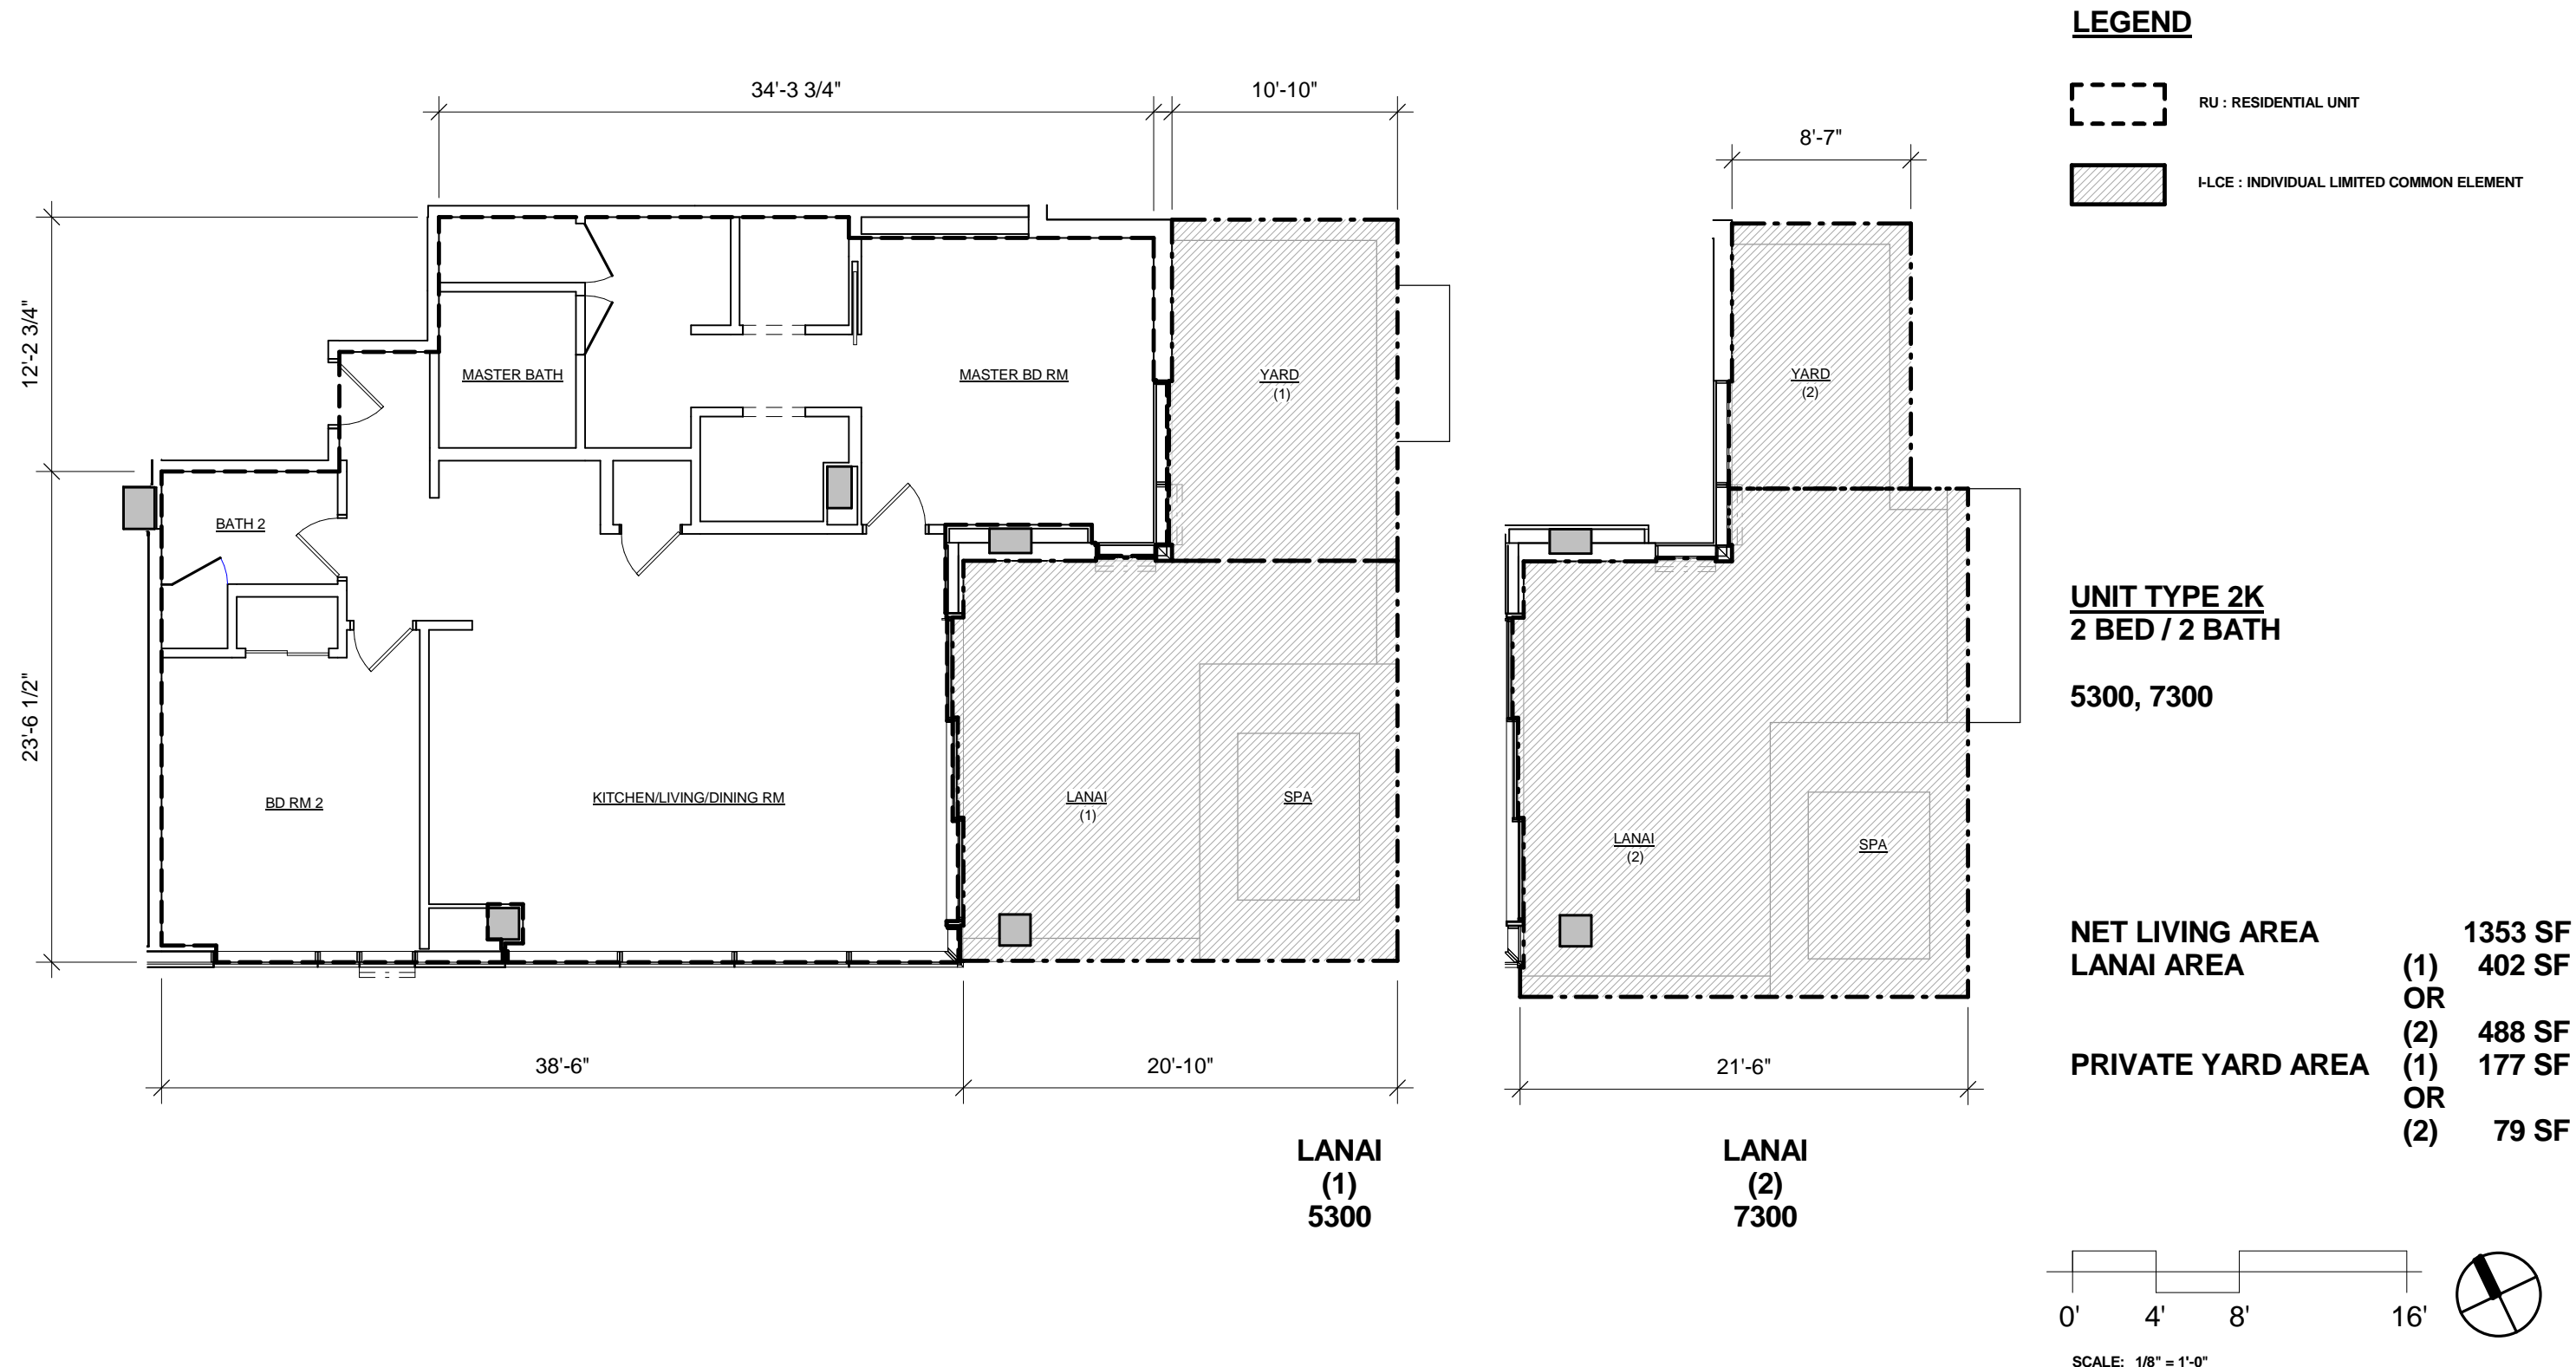 LEGEND
RU : RESIDENTIAL UNIT
I-LCE : INDIVIDUAL LIMITED COMMON ELEMENT
34'-3 3/4"
10'-10"
8'-7"
12'-2 3/4"
23'-6 1/2"
MASTER BATH
MASTER BD RM
YARD
(1)
YARD
(2)
BATH 2
BD RM 2
KITCHEN/LIVING/DINING RM
LANAI
(1)
SPA
LANAI
(2)
SPA
38'-6"
20'-10"
21'-6"
LANAI
(1)
5300
LANAI
(2)
7300
UNIT TYPE 2K
2 BED / 2 BATH
5300, 7300
NET LIVING AREA 1353 SF
LANAI AREA (1) 402 SF
OR
(2) 488 SF
PRIVATE YARD AREA (1) 177 SF
OR
(2) 79 SF
0' 4' 8' 16'
SCALE: 1/8" = 1'-0"